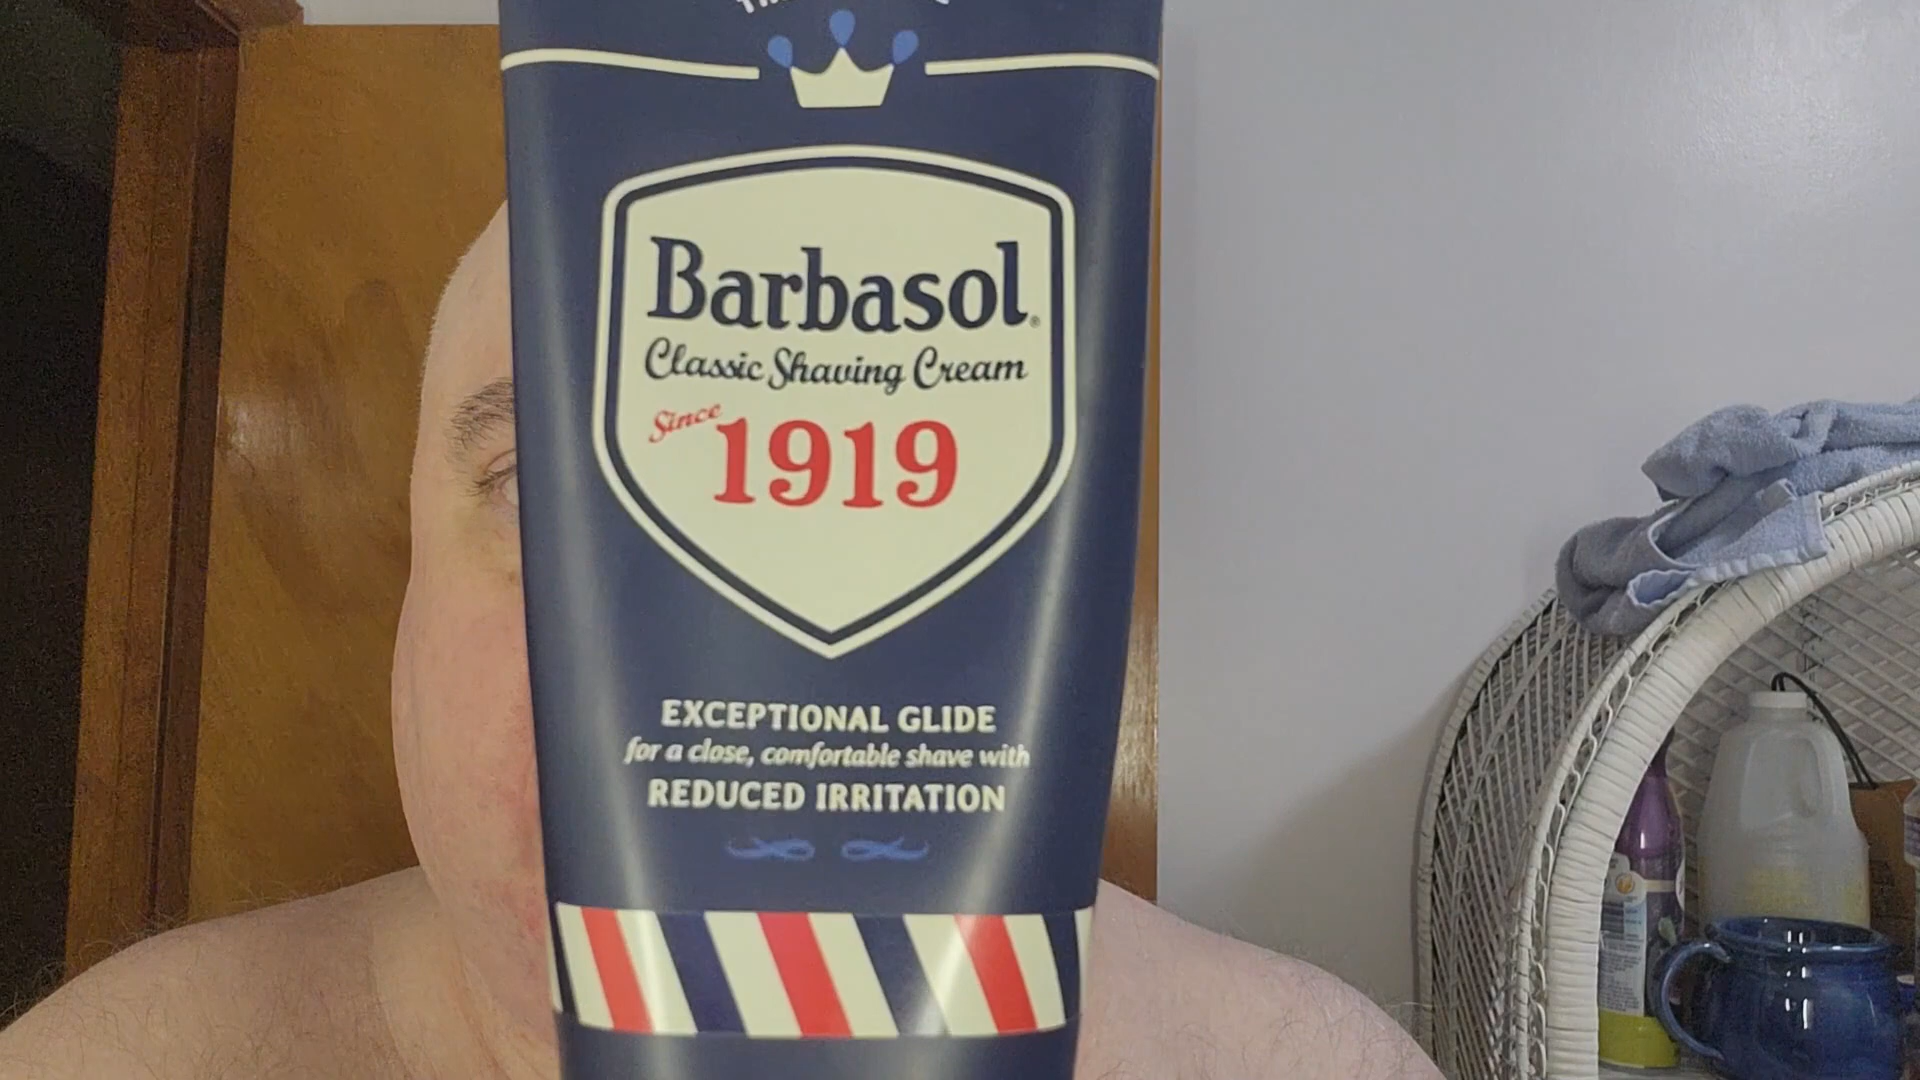 Barbasol®
Classic Shaving Cream
Since
1919
EXCEPTIONAL GLIDE
for a close, comfortable shave with
REDUCED IRRITATION